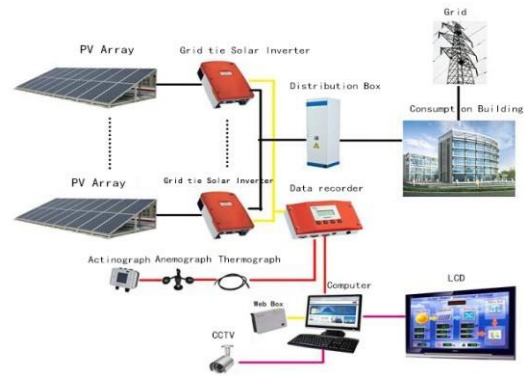 Grid
PV Array
Grid tie Solar Inverter
Distribution Box
Consumption Building
PV Array
Grid tie Solar Inverter
Data recorder
Actinograph Anemograph Thermograph
Computer
LCD
Web Box
CCTV